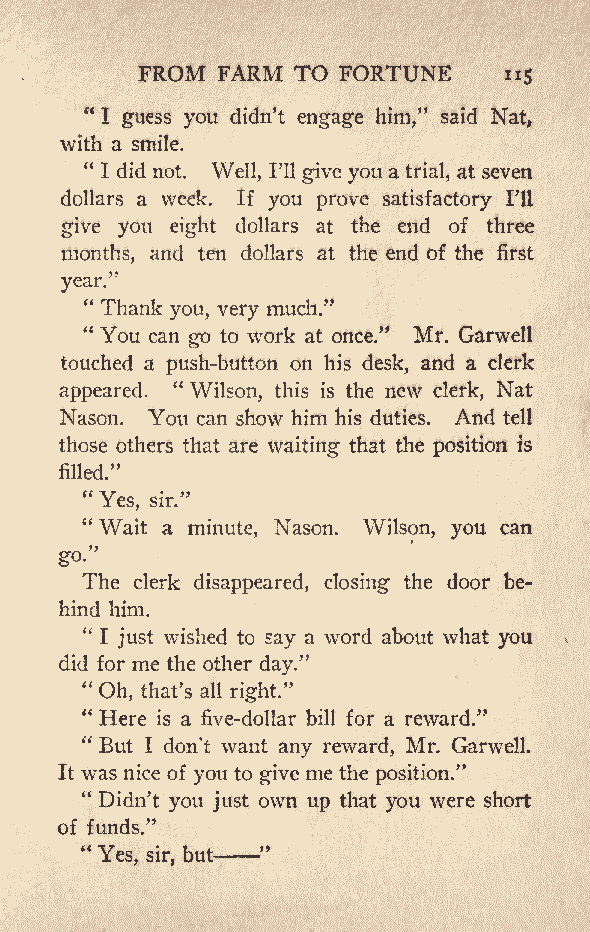 FROM FARM TO FORTUNE 115
“ I guess you didn’t engage him,” said Nat,
with a smile.
“ I did not. Well, I’ll give you a trial, at seven
dollars a week. If you prove satisfactory I’ll
give you eight dollars at the end of three
months, and ten dollars at the end of the first
year.”
“ Thank you, very much.”
“ You can go to work at once.” Mr. Garwell
touched a push-button on his desk, and a clerk
appeared. “ Wilson, this is the new clerk, Nat
Nason. You can show him his duties. And tell
those others that are waiting that the position is
filled.”
“ Yes, sir.”
“ Wait a minute, Nason. Wilson, you can
go.”
The clerk disappeared, closing the door be-
hind him.
“ I just wished to say a word about what you
did for me the other day.”
“ Oh, that’s all right.”
“ Here is a five-dollar bill for a reward.”
“ But I don’t want any reward, Mr. Garwell.
It was nice of you to give me the position.”
“ Didn’t you just own up that you were short
of funds.”
“ Yes, sir, but——”